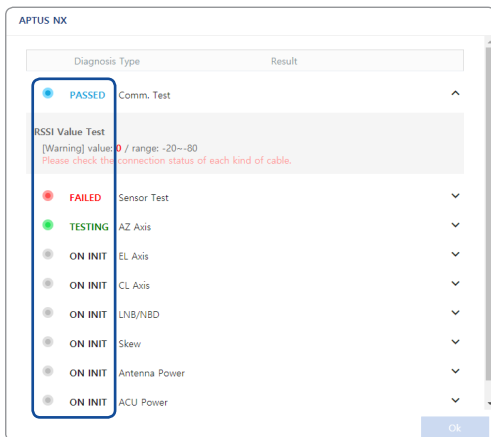 APTUS NX
Diagnosis Type Result
PASSED Comm. Test
RSSI Value Test
[Warning] value: 0 / range: -20~-80
Please check the connection status of each kind of cable.
FAILED Sensor Test
TESTING AZ Axis
ON INIT EL Axis
ON INIT CL Axis
ON INIT LNB/NBD
ON INIT Skew
ON INIT Antenna Power
ON INIT ACU Power
Ok